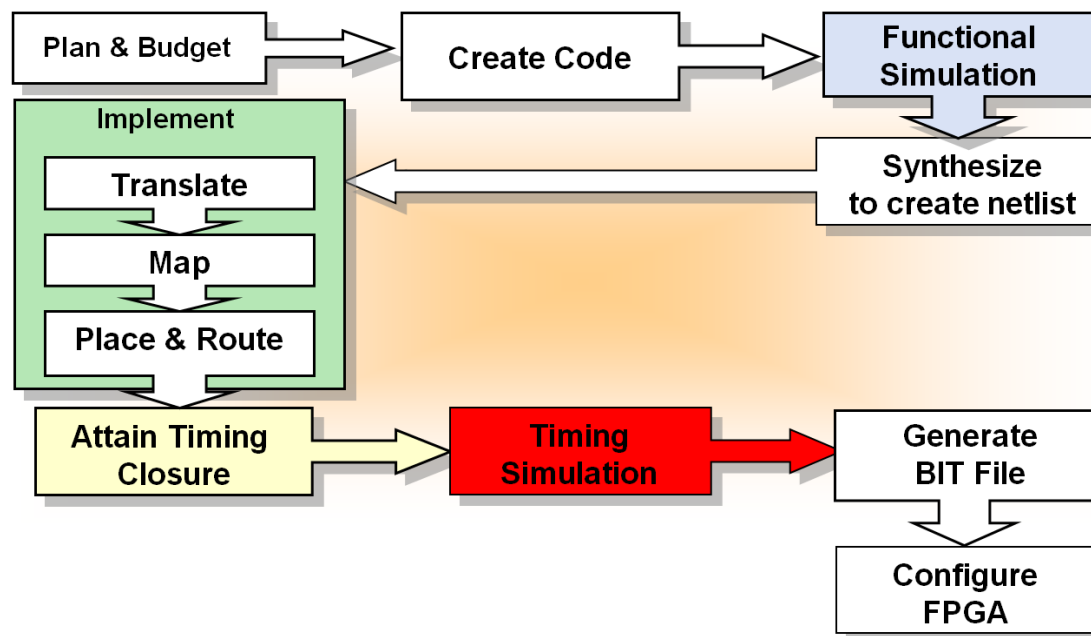 Plan & Budget
Create Code
Functional
Simulation
Implement
Translate
Map
Place & Route
Synthesize
to create netlist
Attain Timing
Closure
Timing
Simulation
Generate
BIT File
Configure
FPGA